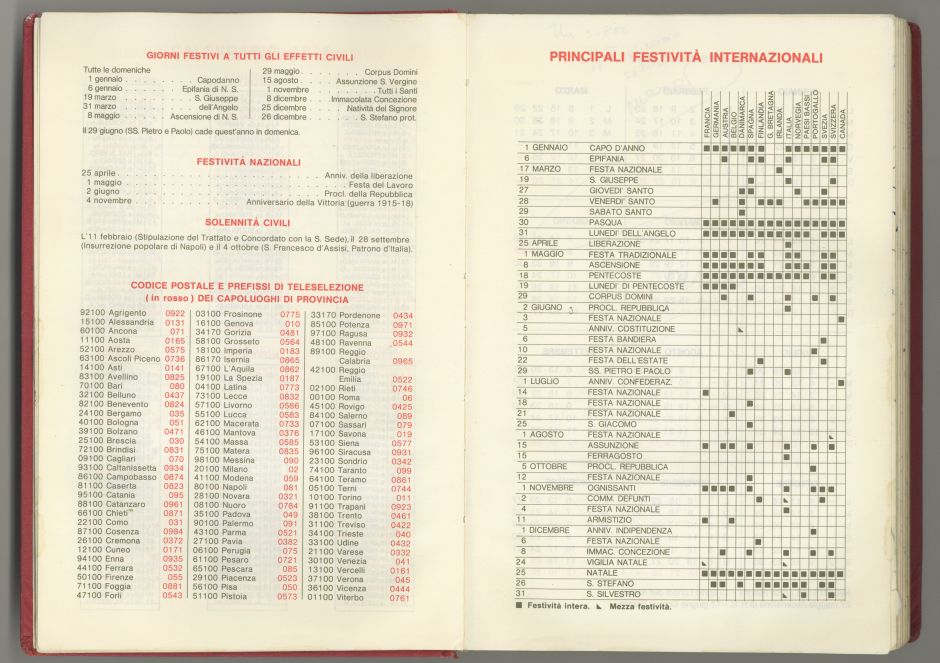 GIORNI FESTIVI A TUTTI GLI EFFETTI CIVILI
Tutte le domeniche
1 gennaio . . . . . . . . . Capodanno
6 gennaio . . . . . . Epifania di N. S.
19 marzo . . . . . . . . . S. Giuseppe
31 marzo . . . . . . . . . dell'Angelo
8 maggio . . . . . Ascensione di N. S.
29 maggio . . . . . . . . Corpus Domini
15 agosto . . . . . Assunzione S. Vergine
1 novembre . . . . . . . . . Tutti i Santi
8 dicembre . . . Immacolata Concezione
25 dicembre . . . . . Natività del Signore
26 dicembre . . . . . . . S. Stefano prot.
Il 29 giugno (SS. Pietro e Paolo) cade quest'anno in domenica.
FESTIVITÀ NAZIONALI
25 aprile . . . . . . . . . . Anniv. della liberazione
1 maggio . . . . . . . . . . Festa del Lavoro
2 giugno . . . . . . . . . . Procl. della Repubblica
4 novembre . . . . . . . . . . Anniversario della Vittoria (guerra 1915-18)
SOLENNITÀ CIVILI
L'11 febbraio (Stipulazione del Trattato e Concordato con la S. Sede), il 28 settembre
(Insurrezione popolare di Napoli) e il 4 ottobre (S. Francesco d'Assisi, Patrono d'Italia).
CODICE POSTALE E PREFISSI DI TELESELEZIONE
( in rosso ) DEI CAPOLUOGHI DI PROVINCIA
92100 Agrigento 0922
15100 Alessandria 0131
60100 Ancona 071
11100 Aosta 0165
52100 Arezzo 0575
63100 Ascoli Piceno 0736
14100 Asti 0141
83100 Avellino 0825
70100 Bari 080
32100 Belluno 0437
82100 Benevento 0824
24100 Bergamo 035
40100 Bologna 051
39100 Bolzano 0471
25100 Brescia 030
72100 Brindisi 0831
09100 Cagliari 070
93100 Caltanissetta 0934
86100 Campobasso 0874
81100 Caserta 0823
95100 Catania 095
88100 Catanzaro 0961
66100 Chieti 0871
22100 Como 031
87100 Cosenza 0984
26100 Cremona 0372
12100 Cuneo 0171
94100 Enna 0935
44100 Ferrara 0532
50100 Firenze 055
71100 Foggia 0881
47100 Forlì 0543
03100 Frosinone 0775
16100 Genova 010
34170 Gorizia 0481
58100 Grosseto 0564
18100 Imperia 0183
86170 Isernia 0865
67100 L'Aquila 0862
19100 La Spezia 0187
04100 Latina 0773
73100 Lecce 0832
57100 Livorno 0586
55100 Lucca 0583
62100 Macerata 0733
46100 Mantova 0376
54100 Massa 0585
75100 Matera 0835
98100 Messina 090
20100 Milano 02
41100 Modena 059
80100 Napoli 081
28100 Novara 0321
08100 Nuoro 0784
35100 Padova 049
90100 Palermo 091
43100 Parma 0521
27100 Pavia 0382
06100 Perugia 075
61100 Pesaro 0721
65100 Pescara 085
29100 Piacenza 0523
56100 Pisa 050
51100 Pistoia 0573
33170 Pordenone 0434
85100 Potenza 0971
97100 Ragusa 0932
48100 Ravenna 0544
89100 Reggio
Calabria 0965
42100 Reggio
Emilia 0522
02100 Rieti 0746
00100 Roma 06
45100 Rovigo 0425
84100 Salerno 089
07100 Sassari 079
17100 Savona 019
53100 Siena 0577
96100 Siracusa 0931
23100 Sondrio 0342
74100 Taranto 099
64100 Teramo 0861
05100 Terni 0744
10100 Torino 011
91100 Trapani 0923
38100 Trento 0461
31100 Treviso 0422
34100 Trieste 040
33100 Udine 0432
21100 Varese 0332
30100 Venezia 041
13100 Vercelli 0161
37100 Verona 045
36100 Vicenza 0444
01100 Viterbo 0761
PRINCIPALI FESTIVITÀ INTERNAZIONALI
FRANCIA
GERMANIA
AUSTRIA
BELGIO
DANIMARCA
SPAGNA
FINLANDIA
G. BRETAGNA
IRLANDA
ITALIA
NORVEGIA
PAESI BASSI
PORTOGALLO
SVEZIA
SVIZZERA
CANADA
1 GENNAIO CAPO D'ANNO
6 EPIFANIA
17 MARZO FESTA NAZIONALE
19 S. GIUSEPPE
27 GIOVEDI' SANTO
28 VENERDI' SANTO
29 SABATO SANTO
30 PASQUA
31 LUNEDI' DELL'ANGELO
25 APRILE LIBERAZIONE
1 MAGGIO FESTA TRADIZIONALE
8 ASCENSIONE
18 PENTECOSTE
19 LUNEDI' DI PENTECOSTE
29 CORPUS DOMINI
2 GIUGNO PROCL. REPUBBLICA
3 FESTA NAZIONALE
5 ANNIV. COSTITUZIONE
6 FESTA BANDIERA
10 FESTA NAZIONALE
22 FESTA DELL'ESTATE
29 SS. PIETRO E PAOLO
1 LUGLIO ANNIV. CONFEDERAZ.
14 FESTA NAZIONALE
18 FESTA NAZIONALE
21 FESTA NAZIONALE
25 S. GIACOMO
1 AGOSTO FESTA NAZIONALE
15 ASSUNZIONE
15 FERRAGOSTO
5 OTTOBRE PROCL. REPUBBLICA
12 FESTA NAZIONALE
1 NOVEMBRE OGNISSANTI
2 COMM. DEFUNTI
4 FESTA NAZIONALE
11 ARMISTIZIO
1 DICEMBRE ANNIV. INDIPENDENZA
6 FESTA NAZIONALE
8 IMMAC. CONCEZIONE
24 VIGILIA NATALE
25 NATALE
26 S. STEFANO
31 S. SILVESTRO
■ Festività intera. ◣ Mezza festività.